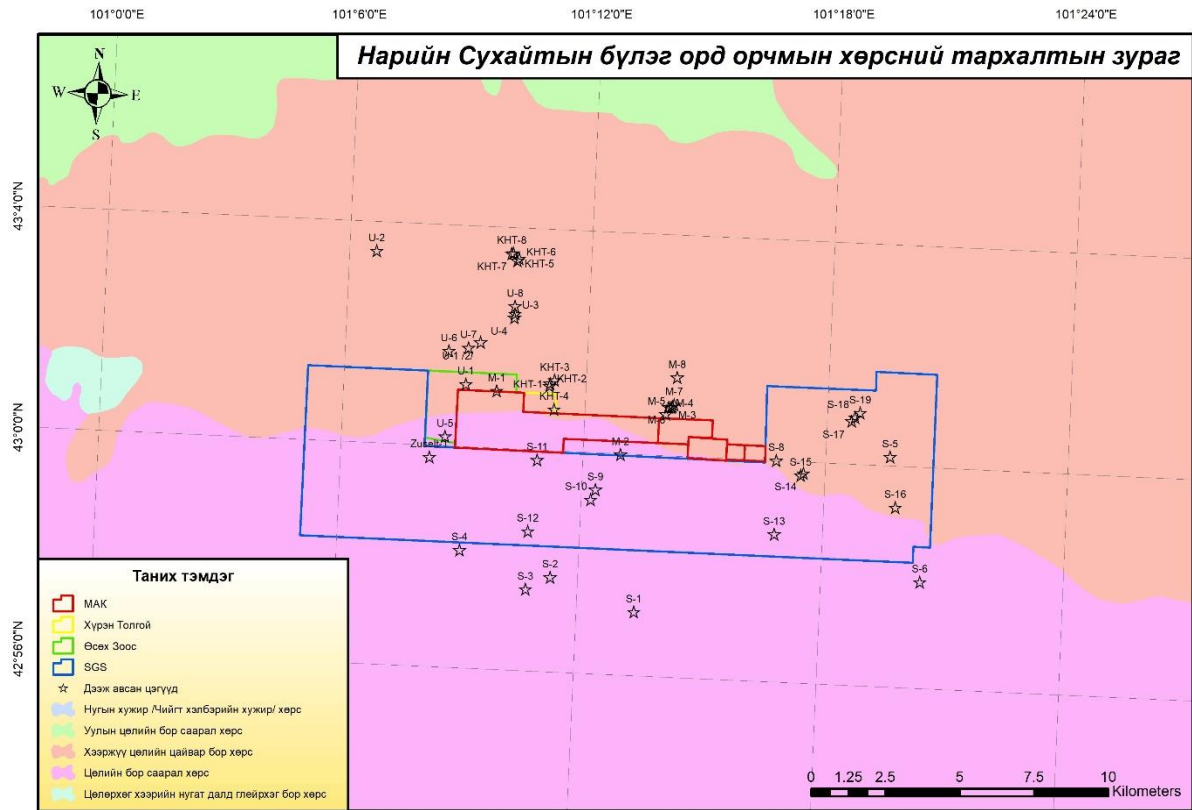 101°0'0"E
101°6'0"E
101°12'0"E
101°18'0"E
101°24'0"E
Нарийн Сухайтын бүлэг орд орчмын хөрсний тархалтын зураг
N
W
E
S
43°4'0"N
43°0'0"N
42°56'0"N
U-2
KHT-8
KHT-6
KHT-7
KHT-5
U-8
U-3
U-7
U-4
U-6
U-1 /2/
U-1
M-1
KHT-3
KHT-1
KHT-2
KHT-4
M-8
M-7
M-5
M-4
M-6
M-3
U-5
S-11
M-2
S-18
S-19
S-17
S-8
S-5
S-15
S-14
S-16
S-9
S-10
S-12
S-13
S-4
S-2
S-3
S-1
S-6
Таних тэмдэг
МАК
Хүрэн Толгой
Өсөх Зоос
SGS
Дээж авсан цэгүүд
Нугын хужир /Чийгт хэлбэрийн хужир/ хөрс
Уулын цөлийн бор саарал хөрс
Хээржүү цөлийн цайвар бор хөрс
Цөлийн бор саарал хөрс
Цөлөрхөг хээрийн нугат далд глейрхэг бор хөрс
0 1.25 2.5 5 7.5 10
Kilometers